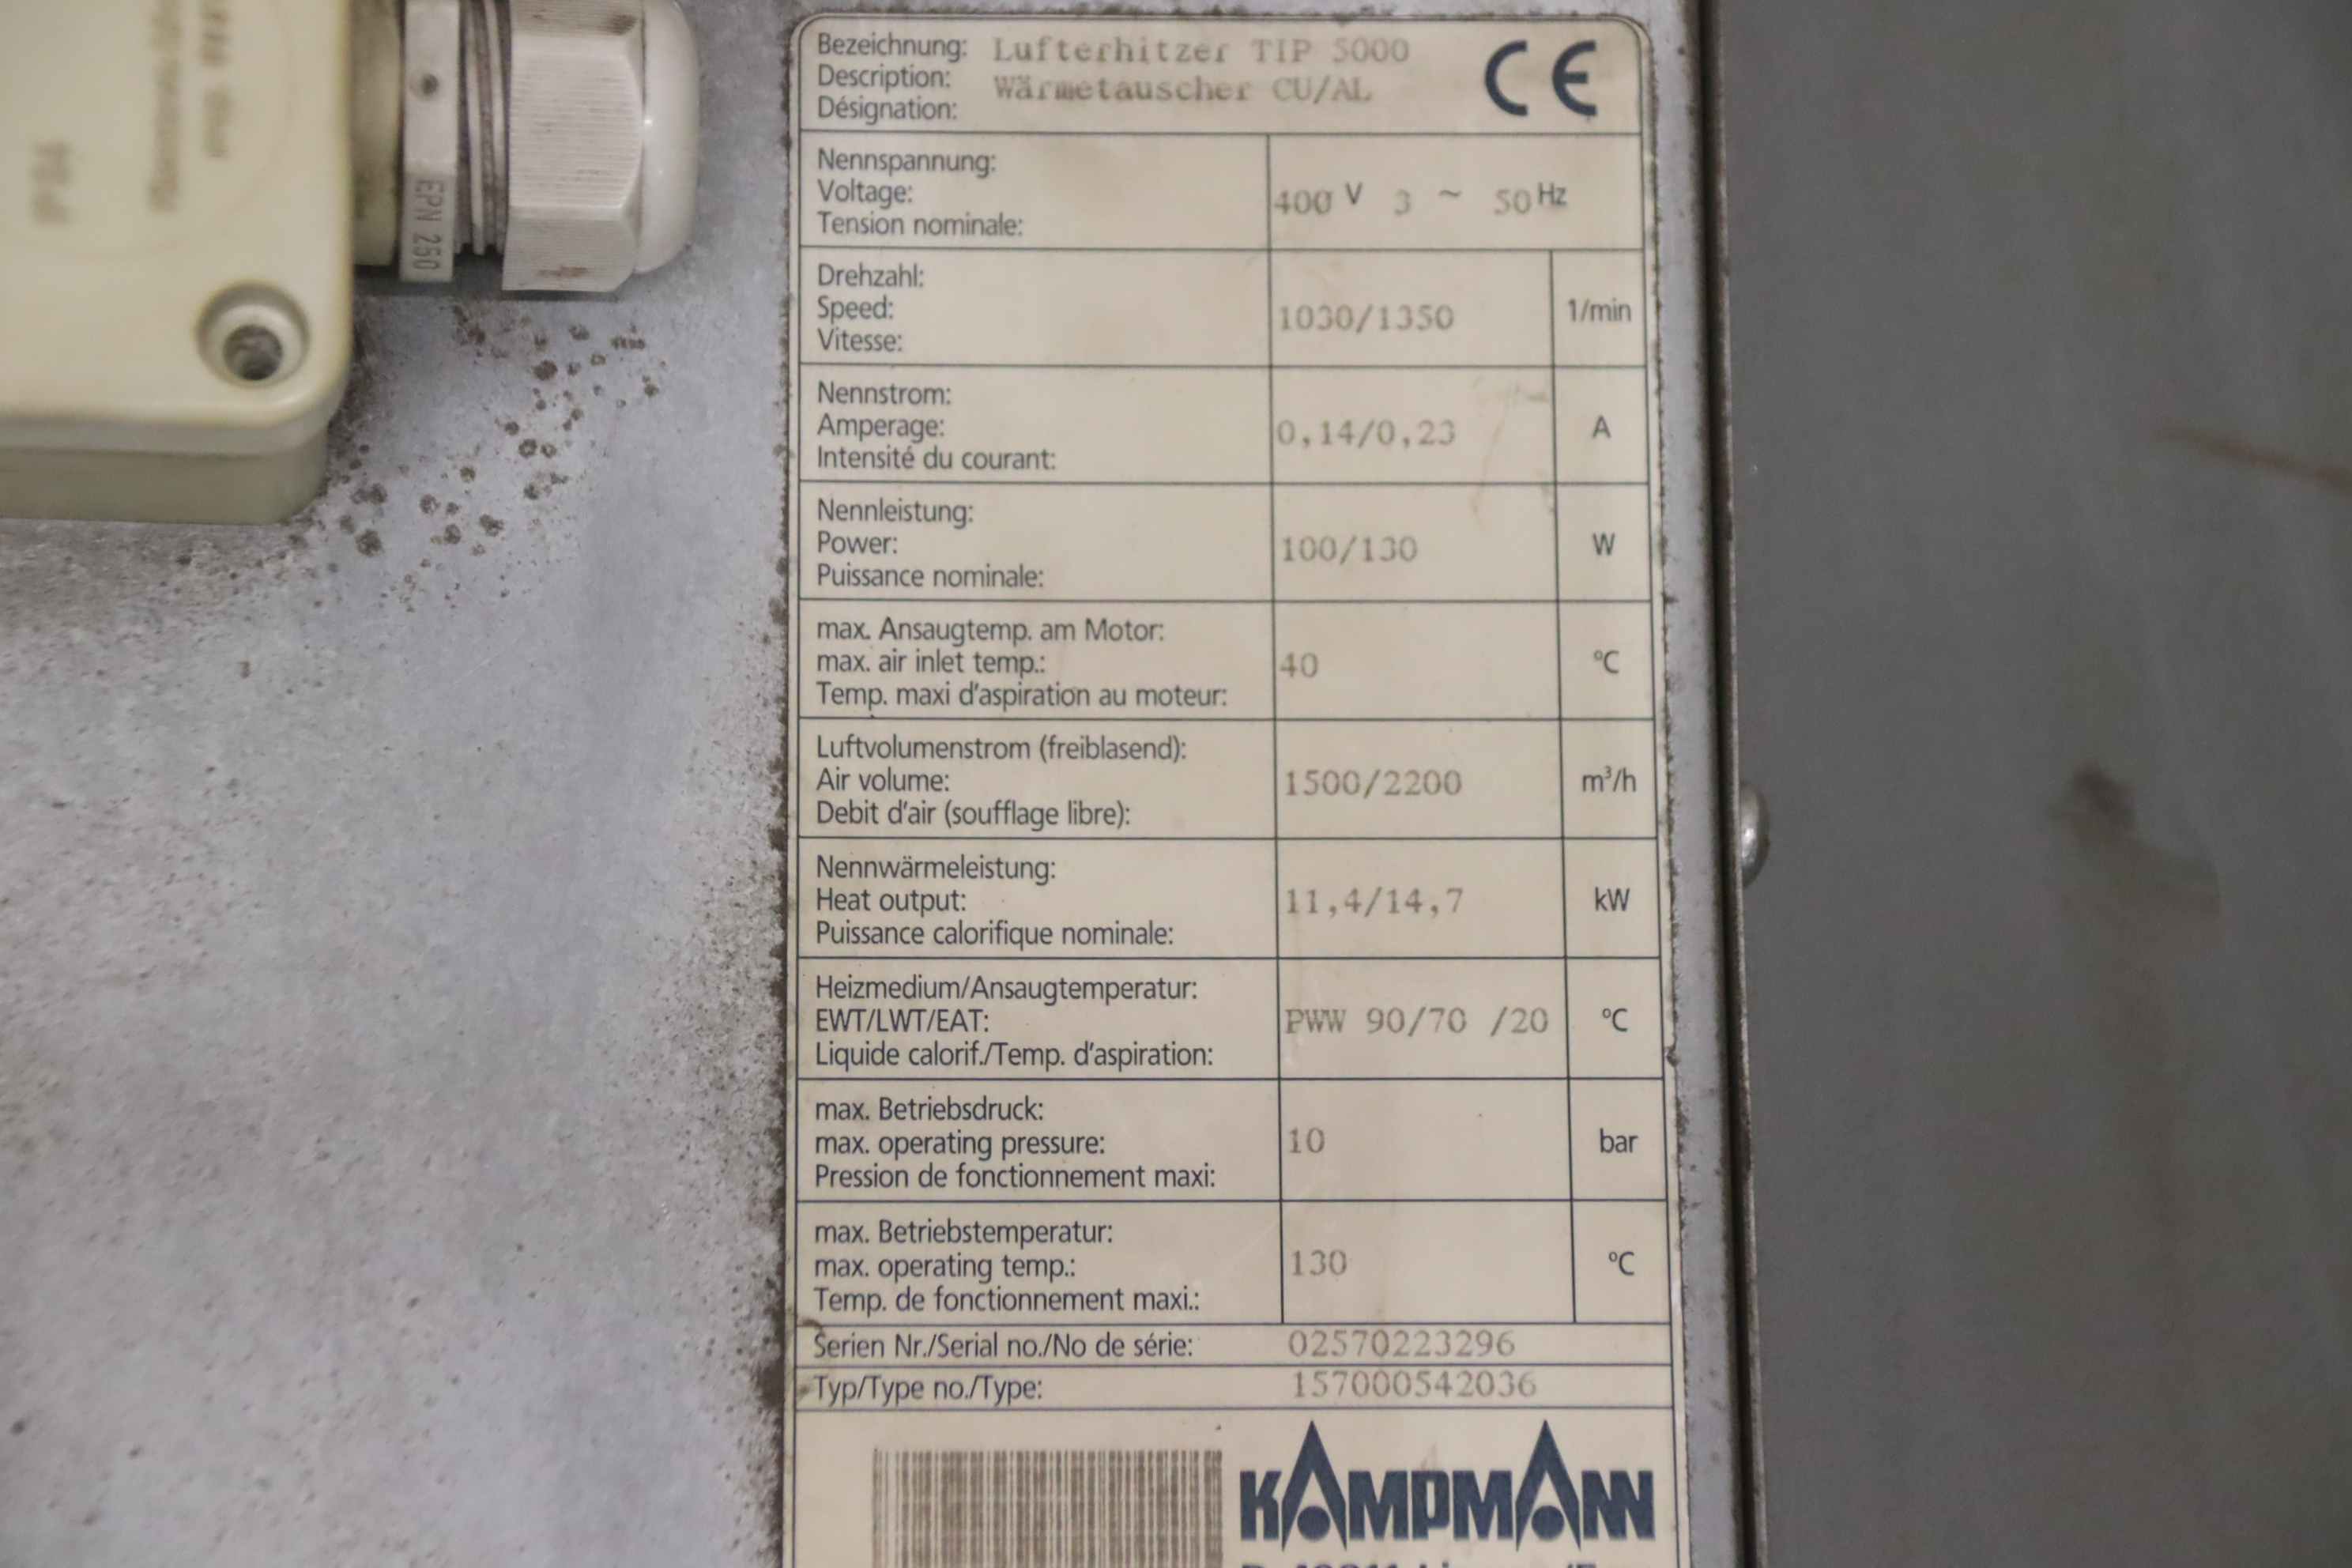 IP54
EPN 250
Bezeichnung: Lufterhitzer TIP 5000
Description: Wärmetauscher CU/AL
Désignation:
CE
Nennspannung:
Voltage: 400 V 3 ~ 50 Hz
Tension nominale:
Drehzahl:
Speed: 1030/1350 1/min
Vitesse:
Nennstrom:
Amperage: 0,14/0,23 A
Intensité du courant:
Nennleistung:
Power: 100/130 W
Puissance nominale:
max. Ansaugtemp. am Motor:
max. air inlet temp.: 40 °C
Temp. maxi d'aspiration au moteur:
Luftvolumenstrom (freiblasend):
Air volume: 1500/2200 m³/h
Debit d'air (soufflage libre):
Nennwärmeleistung:
Heat output: 11,4/14,7 kW
Puissance calorifique nominale:
Heizmedium/Ansaugtemperatur:
EWT/LWT/EAT: PWW 90/70 /20 °C
Liquide calorif./Temp. d'aspiration:
max. Betriebsdruck:
max. operating pressure: 10 bar
Pression de fonctionnement maxi:
max. Betriebstemperatur:
max. operating temp.: 130 °C
Temp. de fonctionnement maxi.:
Serien Nr./Serial no./No de série: 02570223296
Typ/Type no./Type: 157000542036
KAMPMANN